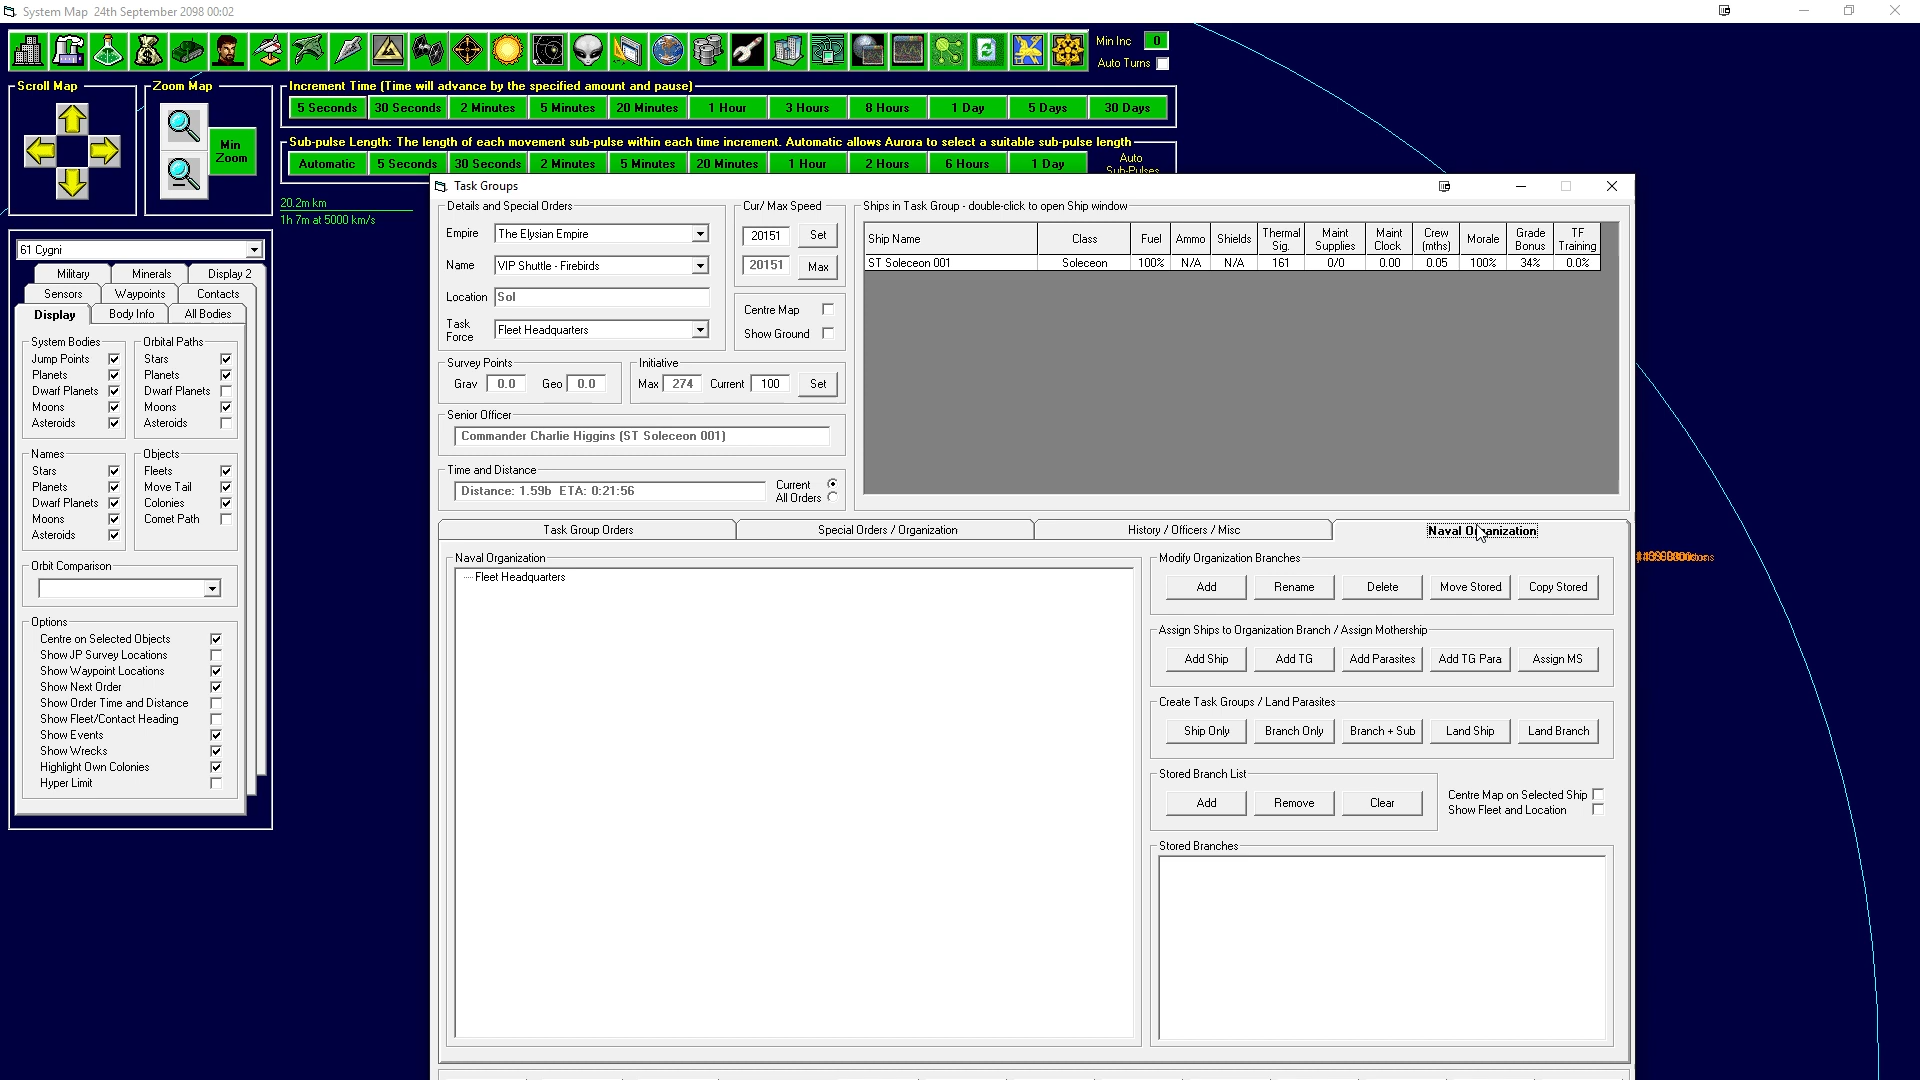 System Map  24th September 2098 00:02
Min Inc 0
Auto Turns
Scroll Map
Zoom Map
Min Zoom
Increment Time (Time will advance by the specified amount and pause)
5 Seconds 30 Seconds 2 Minutes 5 Minutes 20 Minutes 1 Hour 3 Hours 8 Hours 1 Day 5 Days 30 Days
Sub-pulse Length: The length of each movement sub-pulse within each time increment. Automatic allows Aurora to select a suitable sub-pulse length
Automatic 5 Seconds 30 Seconds 2 Minutes 5 Minutes 20 Minutes 1 Hour 2 Hours 6 Hours 1 Day
Auto
Sub-Pulses
20.2m km
1h 7m at 5000 km/s
61 Cygni
Military Minerals Display 2
Sensors Waypoints Contacts
Display Body Info All Bodies
System Bodies
Jump Points
Planets
Dwarf Planets
Moons
Asteroids
Orbital Paths
Stars
Planets
Dwarf Planets
Moons
Asteroids
Names
Stars
Planets
Dwarf Planets
Moons
Asteroids
Objects
Fleets
Move Tail
Colonies
Comet Path
Orbit Comparison
Options
Centre on Selected Objects
Show JP Survey Locations
Show Waypoint Locations
Show Next Order
Show Order Time and Distance
Show Fleet/Contact Heading
Show Events
Show Wrecks
Highlight Own Colonies
Hyper Limit
Task Groups
Details and Special Orders
Empire The Elysian Empire
Name VIP Shuttle - Firebirds
Location Sol
Task Force Fleet Headquarters
Cur/ Max Speed
20151 Set
20151 Max
Centre Map
Show Ground
Survey Points
Grav 0.0 Geo 0.0
Initiative
Max 274 Current 100 Set
Senior Officer
Commander Charlie Higgins (ST Soleceon 001)
Time and Distance
Distance: 1.59b  ETA: 0:21:56
Current
All Orders
Ships in Task Group - double-click to open Ship window
Ship Name Class Fuel Ammo Shields Thermal Sig. Maint Supplies Maint Clock Crew (mths) Morale Grade Bonus TF Training
ST Soleceon 001 Soleceon 100% N/A N/A 161 0/0 0.00 0.05 100% 34% 0.0%
Task Group Orders Special Orders / Organization History / Officers / Misc Naval Organization
Naval Organization
Fleet Headquarters
Modify Organization Branches
Add Rename Delete Move Stored Copy Stored
Assign Ships to Organization Branch / Assign Mothership
Add Ship Add TG Add Parasites Add TG Para Assign MS
Create Task Groups / Land Parasites
Ship Only Branch Only Branch + Sub Land Ship Land Branch
Stored Branch List
Add Remove Clear
Centre Map on Selected Ship
Show Fleet and Location
Stored Branches